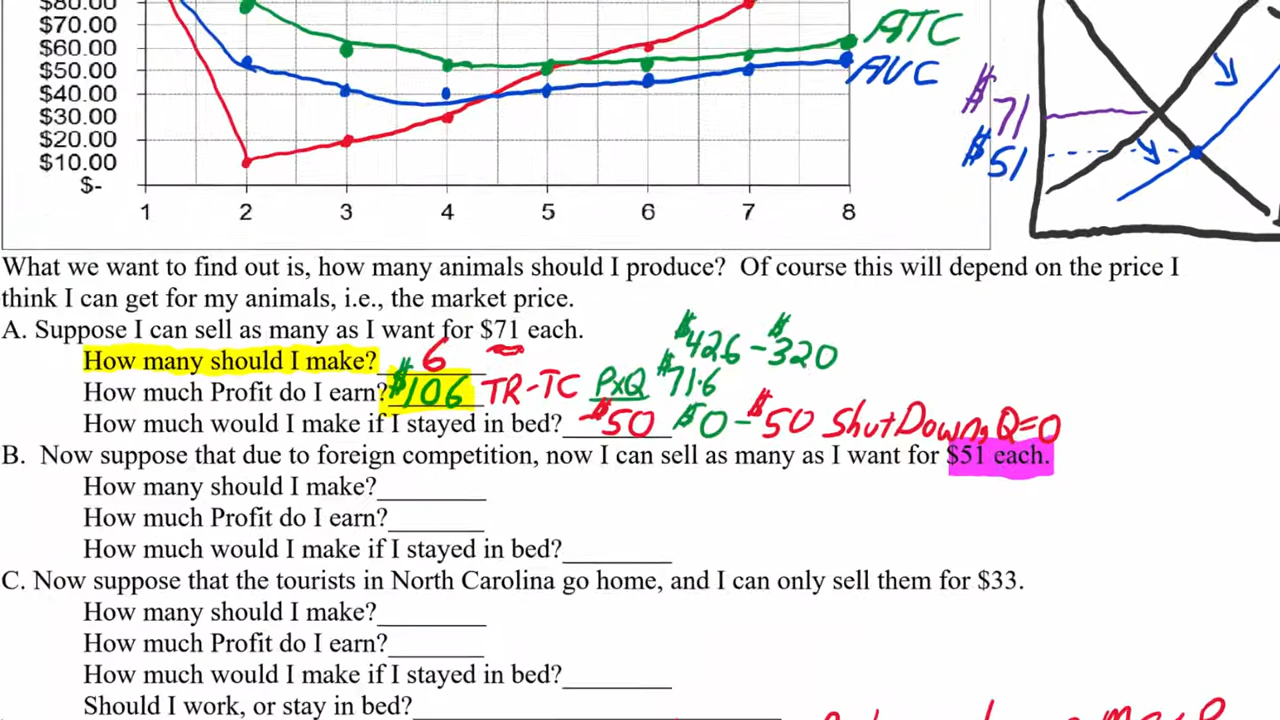 $80.00
$70.00
$60.00
$50.00
$40.00
$30.00
$20.00
$10.00
$-
1 2 3 4 5 6 7 8
ATC
AVC
$71
$51
What we want to find out is, how many animals should I produce? Of course this will depend on the price I
think I can get for my animals, i.e., the market price.
A. Suppose I can sell as many as I want for $71 each.
$426 - $320
How many should I make? 6
How much Profit do I earn? $106 TR-TC PxQ $71·6
How much would I make if I stayed in bed? -$50 $0 - $50 ShutDown, Q=0
B. Now suppose that due to foreign competition, now I can sell as many as I want for $51 each.
How many should I make?
How much Profit do I earn?
How much would I make if I stayed in bed?
C. Now suppose that the tourists in North Carolina go home, and I can only sell them for $33.
How many should I make?
How much Profit do I earn?
How much would I make if I stayed in bed?
Should I work, or stay in bed?